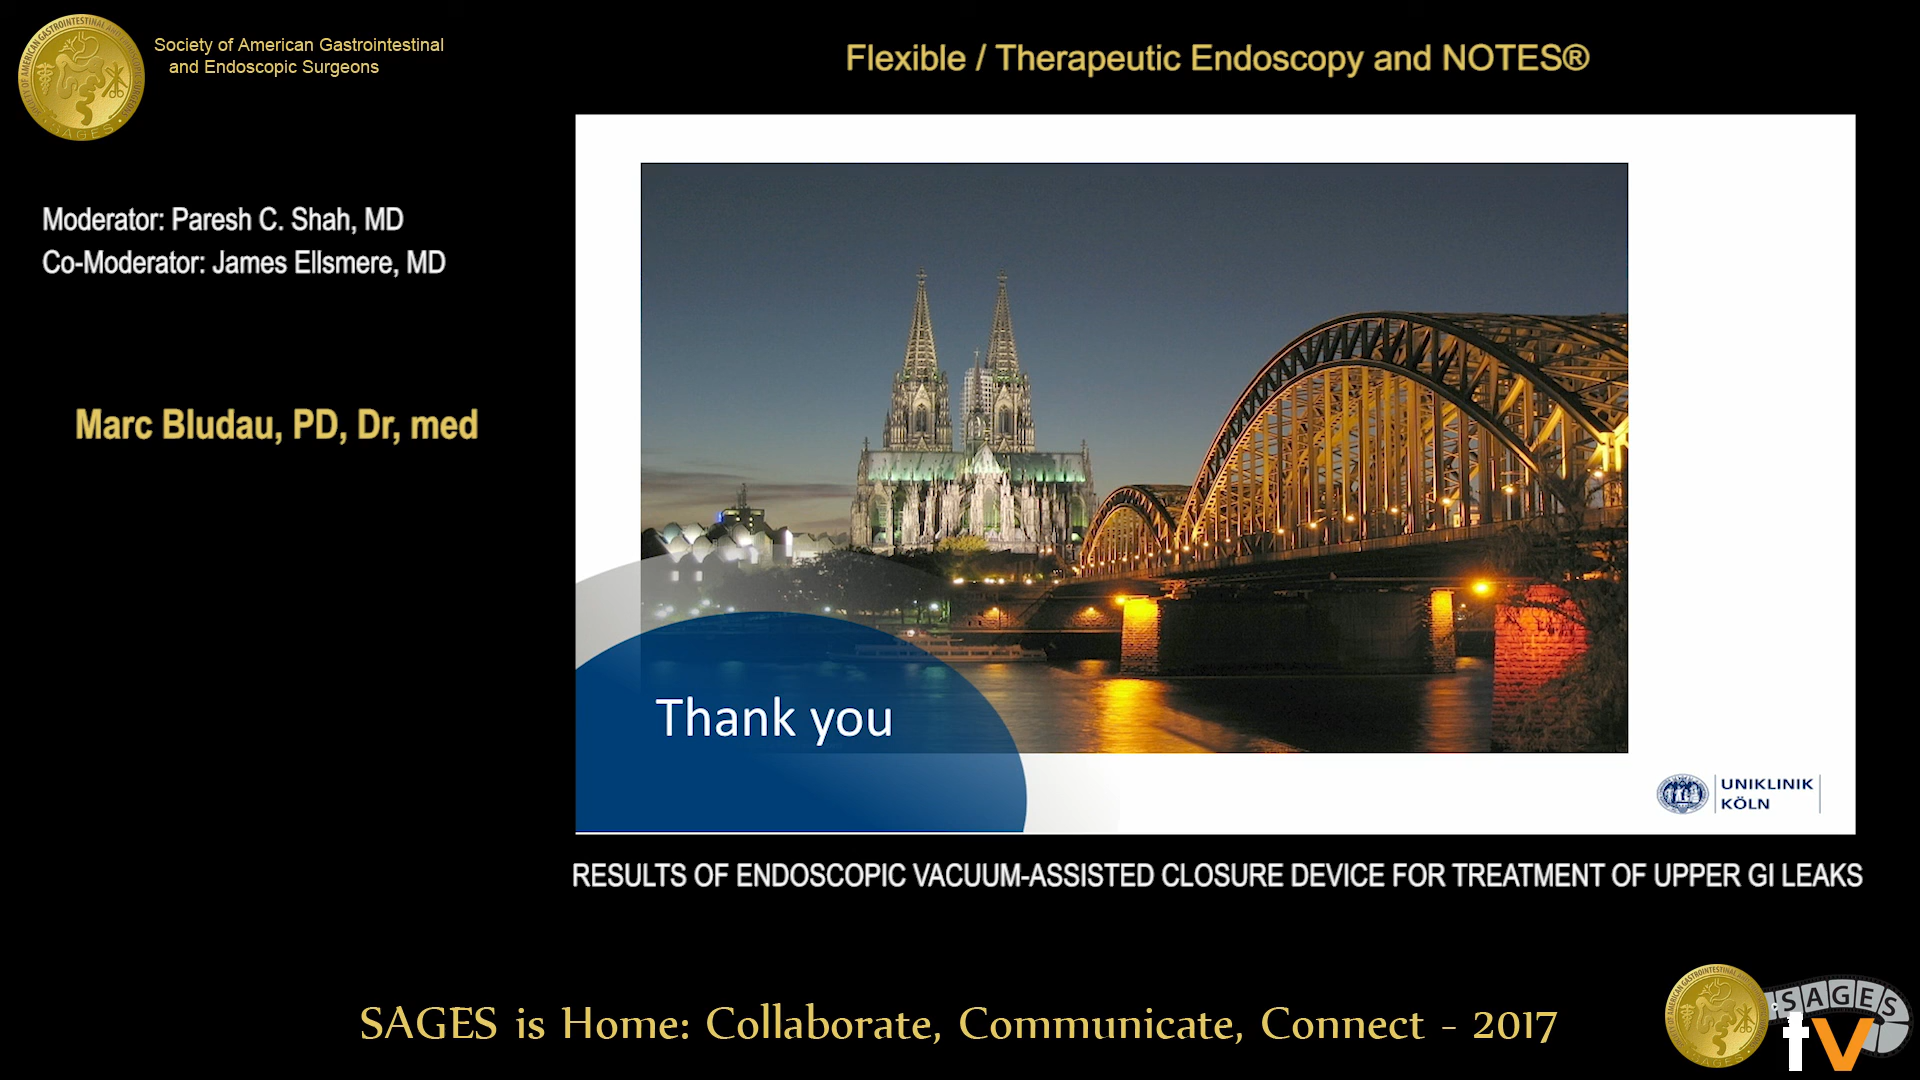 Society of American Gastrointestinal
and Endoscopic Surgeons
Flexible / Therapeutic Endoscopy and NOTES®
Moderator: Paresh C. Shah, MD
Co-Moderator: James Ellsmere, MD
Marc Bludau, PD, Dr, med
Thank you
UNIKLINIK
KÖLN
RESULTS OF ENDOSCOPIC VACUUM-ASSISTED CLOSURE DEVICE FOR TREATMENT OF UPPER GI LEAKS
SAGES is Home: Collaborate, Communicate, Connect - 2017
SAGES
tv
SAGES